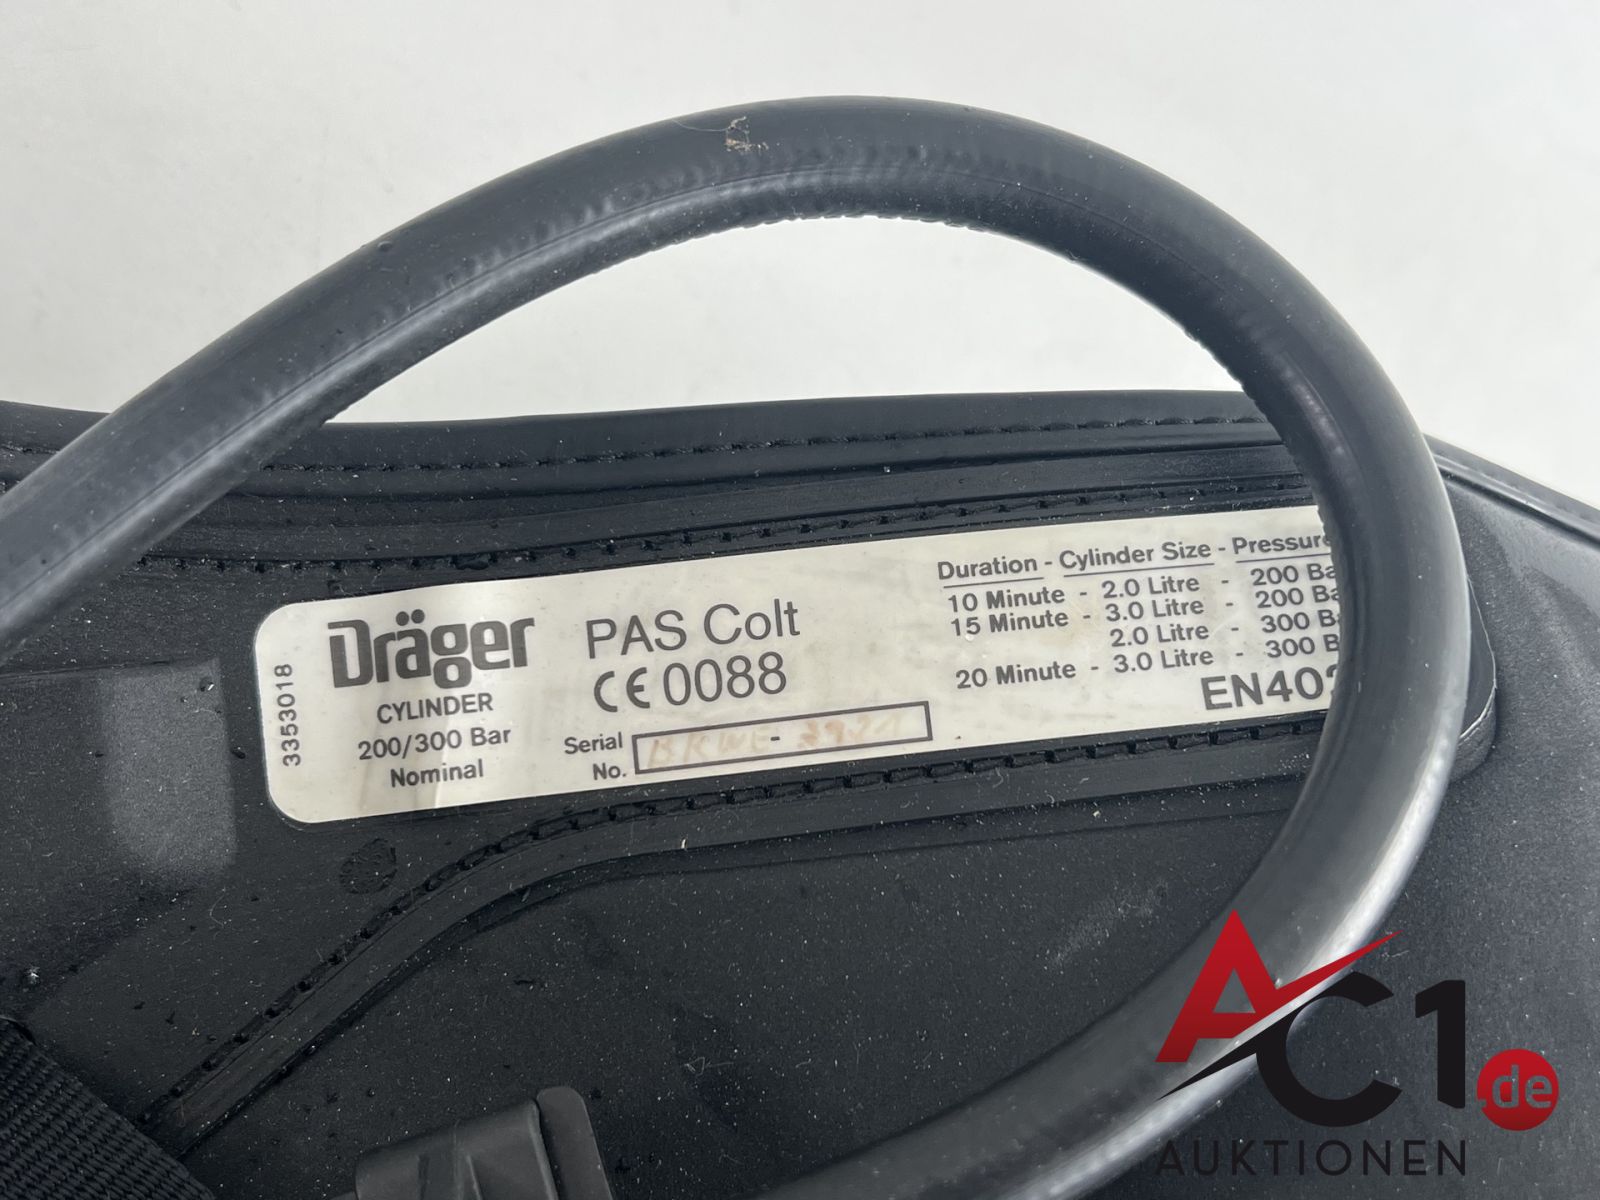 3353018
Dräger
CYLINDER
200/300 Bar
Nominal
PAS Colt
CE 0088
Serial No. BRWE-
Duration - Cylinder Size - Pressure
10 Minute - 2.0 Litre - 200 Ba
15 Minute - 3.0 Litre - 200 Ba
2.0 Litre - 300 Ba
20 Minute - 3.0 Litre - 300 B
EN402
AC1.de
AUKTIONEN